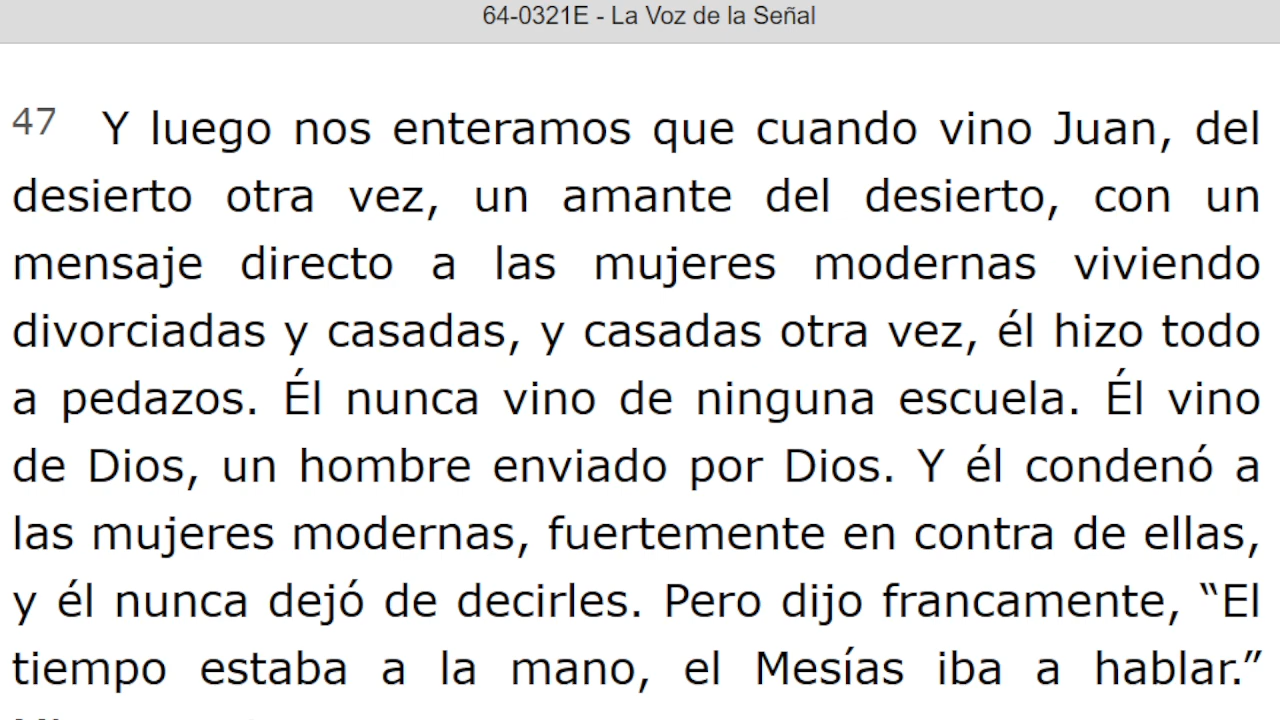 64-0321E - La Voz de la Señal
47 Y luego nos enteramos que cuando vino Juan, del
desierto otra vez, un amante del desierto, con un
mensaje directo a las mujeres modernas viviendo
divorciadas y casadas, y casadas otra vez, él hizo todo
a pedazos. Él nunca vino de ninguna escuela. Él vino
de Dios, un hombre enviado por Dios. Y él condenó a
las mujeres modernas, fuertemente en contra de ellas,
y él nunca dejó de decirles. Pero dijo francamente, “El
tiempo estaba a la mano, el Mesías iba a hablar.”